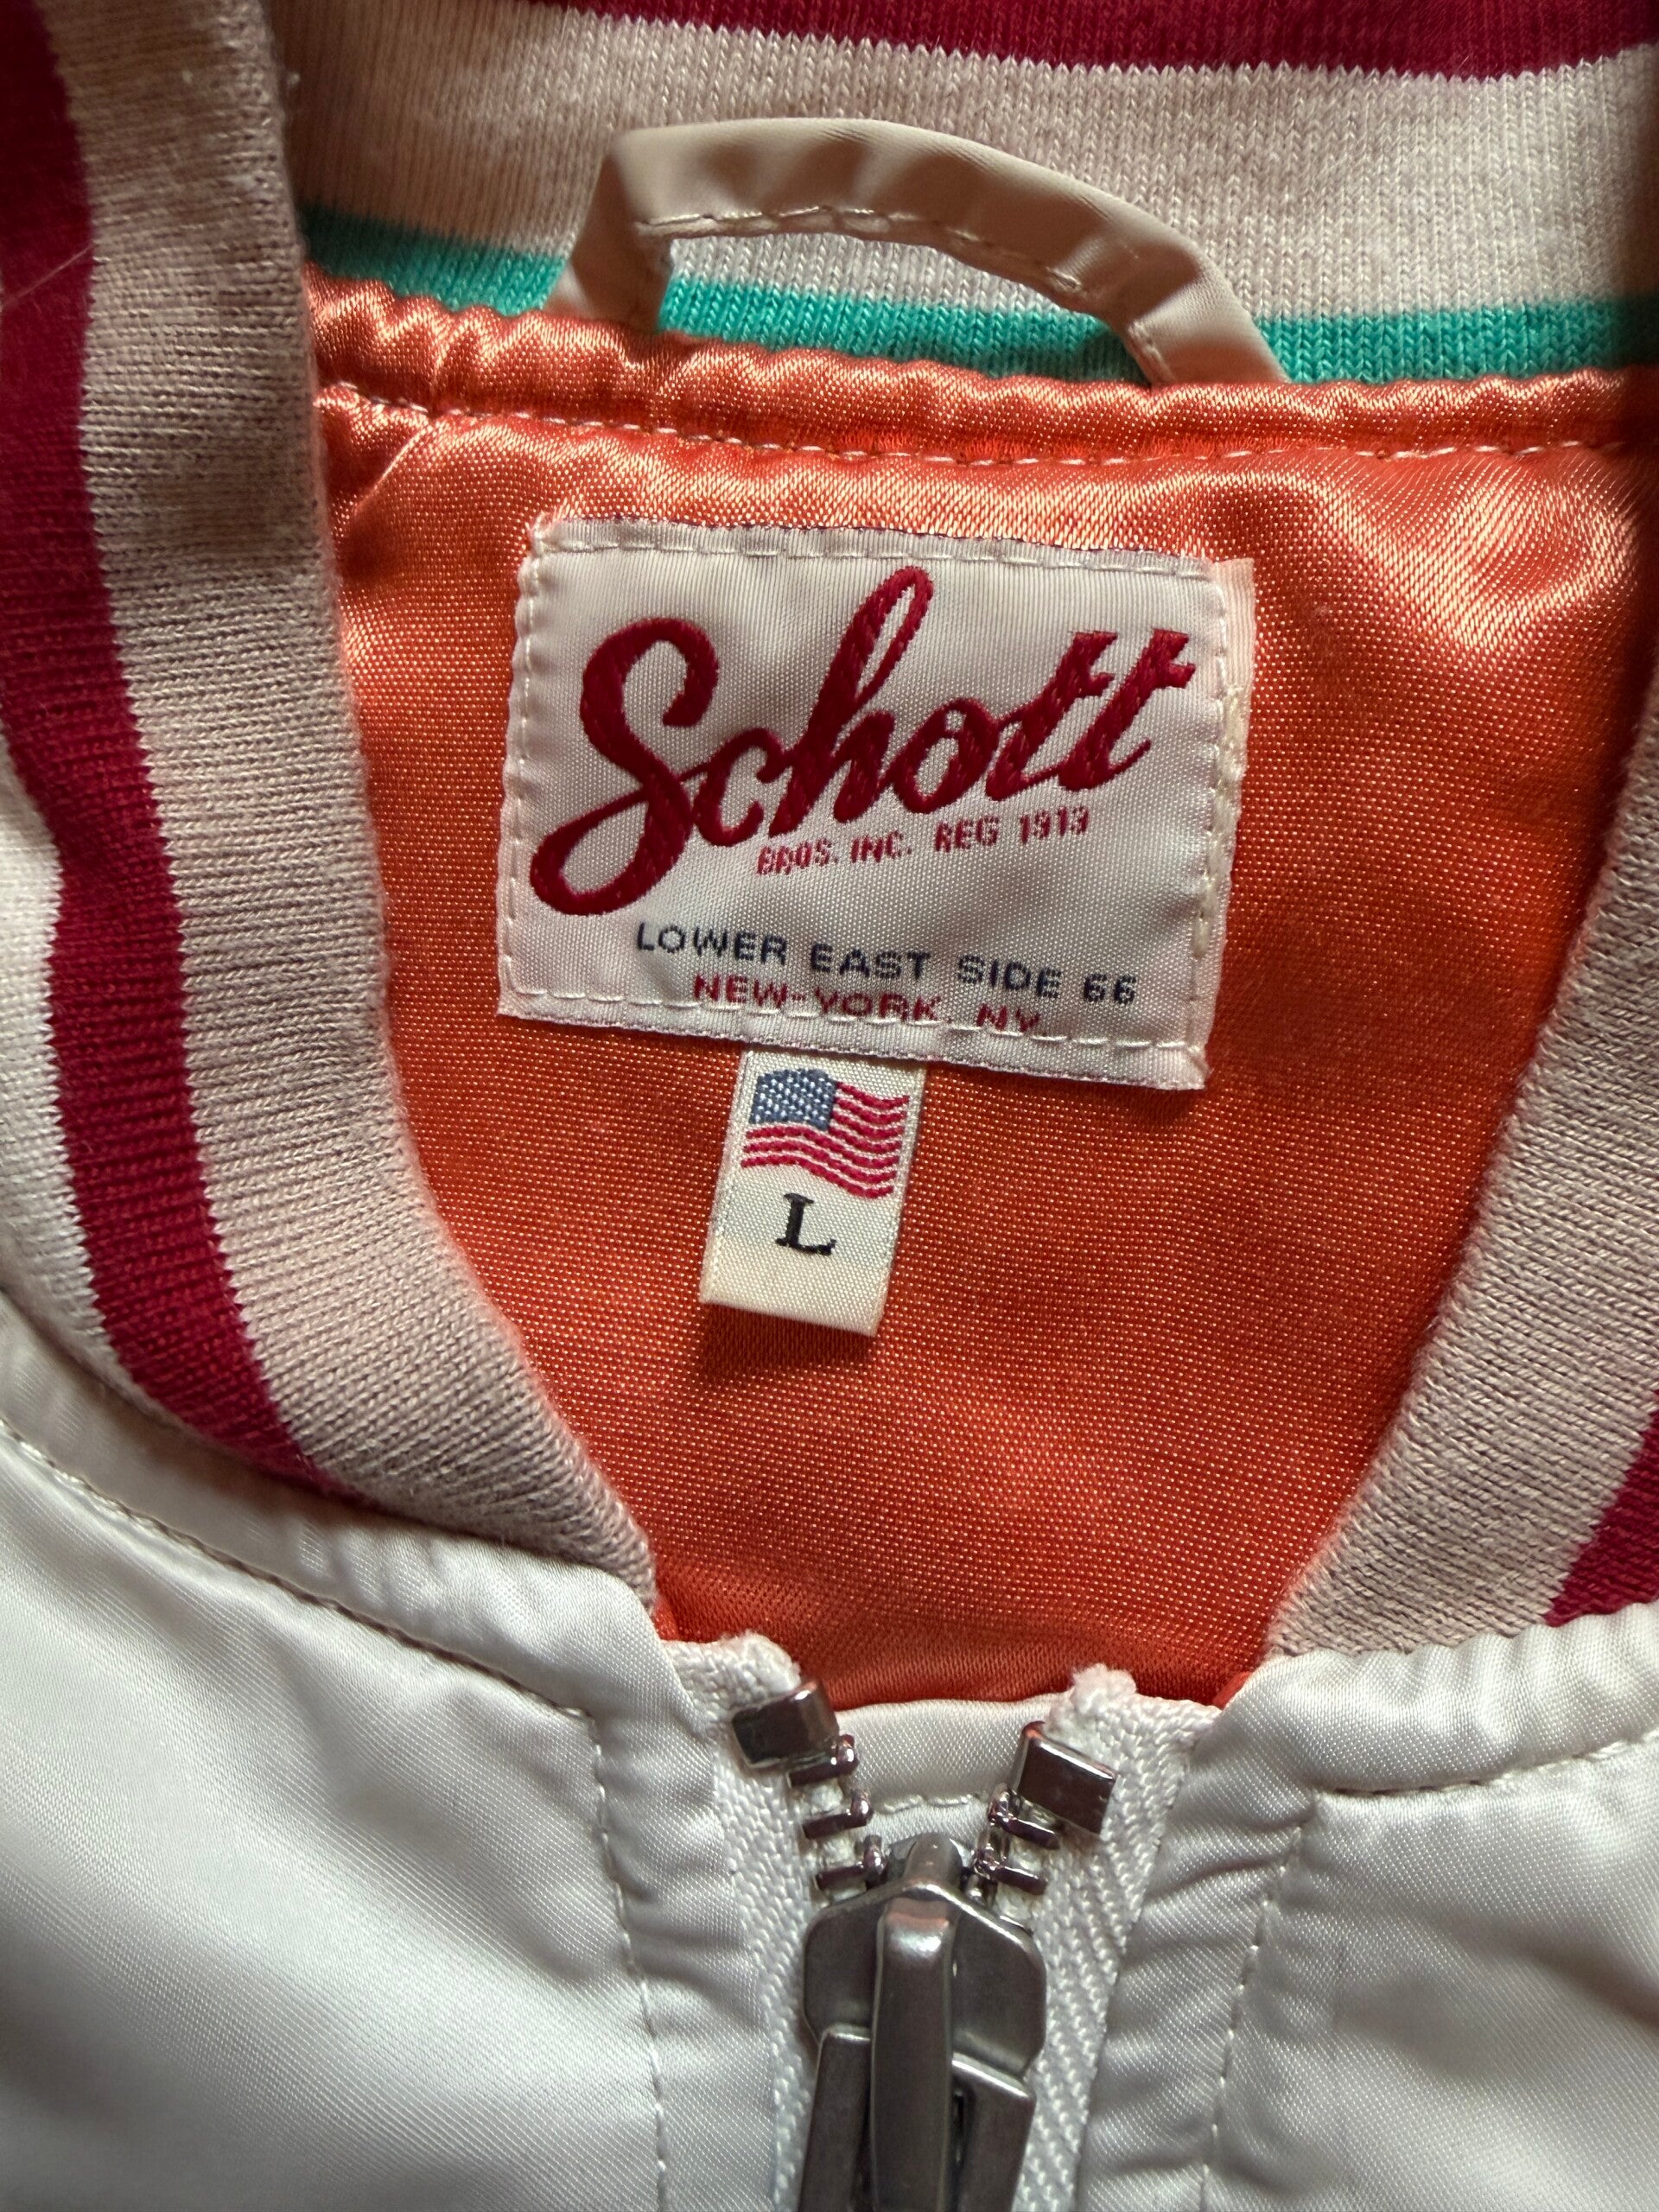 Schott
BROS. INC. REG 1913
LOWER EAST SIDE 66
NEW-YORK, NY
L